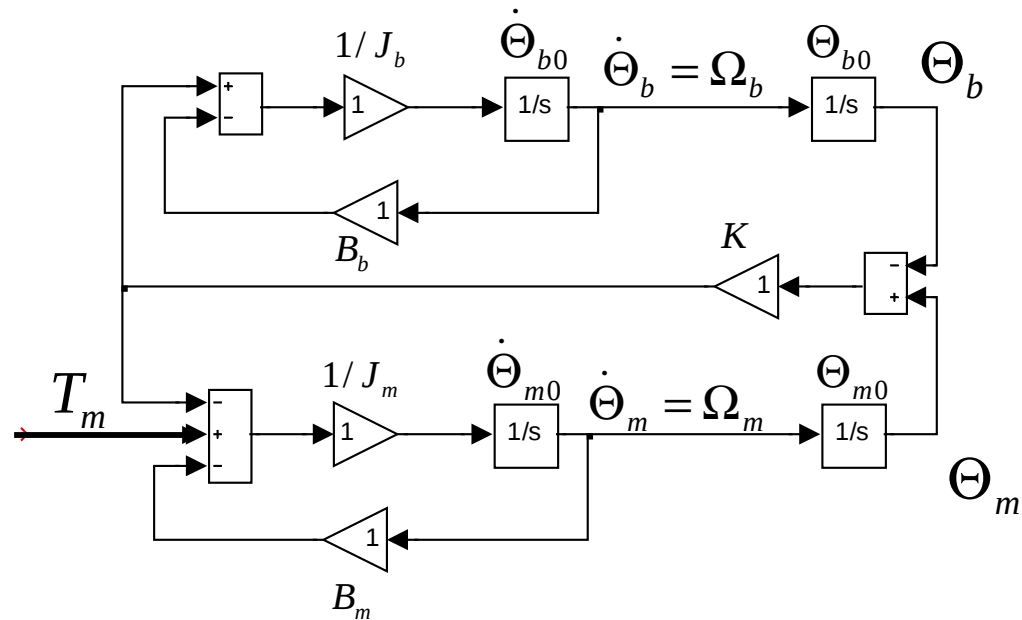 1/J_b
Θ̇_b0
Θ̇_b = Ω_b
Θ_b0
Θ_b
+
−
1
1/s
1/s
1
B_b
K
−
+
1
T_m
1/J_m
Θ̇_m0
Θ̇_m = Ω_m
Θ_m0
−
+
−
1
1/s
1/s
Θ_m
1
B_m